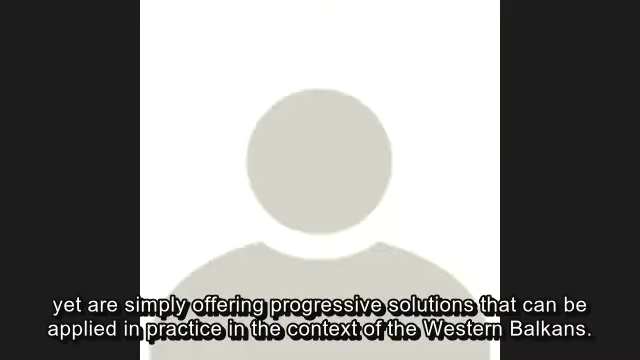 yet are simply offering progressive solutions that can be
applied in practice in the context of the Western Balkans.